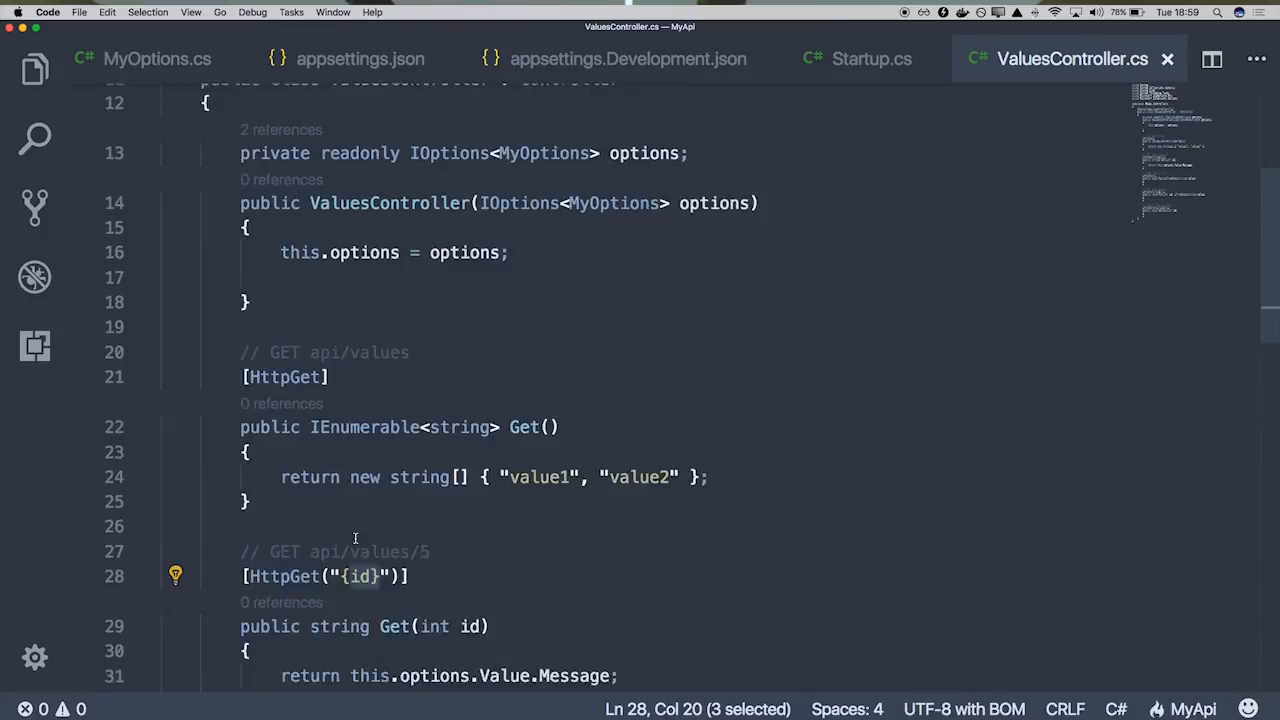 Code File Edit Selection View Go Debug Tasks Window Help 78% Tue 18:59
ValuesController.cs — MyApi
C# MyOptions.cs {} appsettings.json {} appsettings.Development.json C# Startup.cs C# ValuesController.cs ×
12 {
2 references
13 private readonly IOptions<MyOptions> options;
0 references
14 public ValuesController(IOptions<MyOptions> options)
15 {
16 this.options = options;
17
18 }
19
20 // GET api/values
21 [HttpGet]
0 references
22 public IEnumerable<string> Get()
23 {
24 return new string[] { "value1", "value2" };
25 }
26
27 // GET api/values/5
28 [HttpGet("{id}")]
0 references
29 public string Get(int id)
30 {
31 return this.options.Value.Message;
0 0 Ln 28, Col 20 (3 selected) Spaces: 4 UTF-8 with BOM CRLF C# MyApi